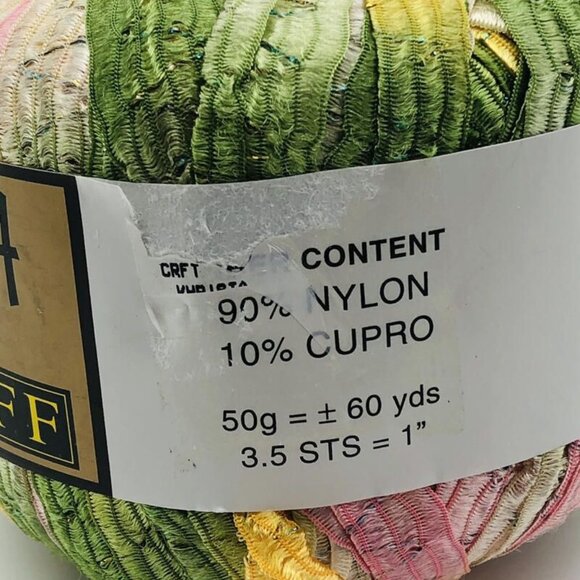 FF
CRFT CONTENT
90% NYLON
10% CUPRO
50g = ± 60 yds
3.5 STS = 1”